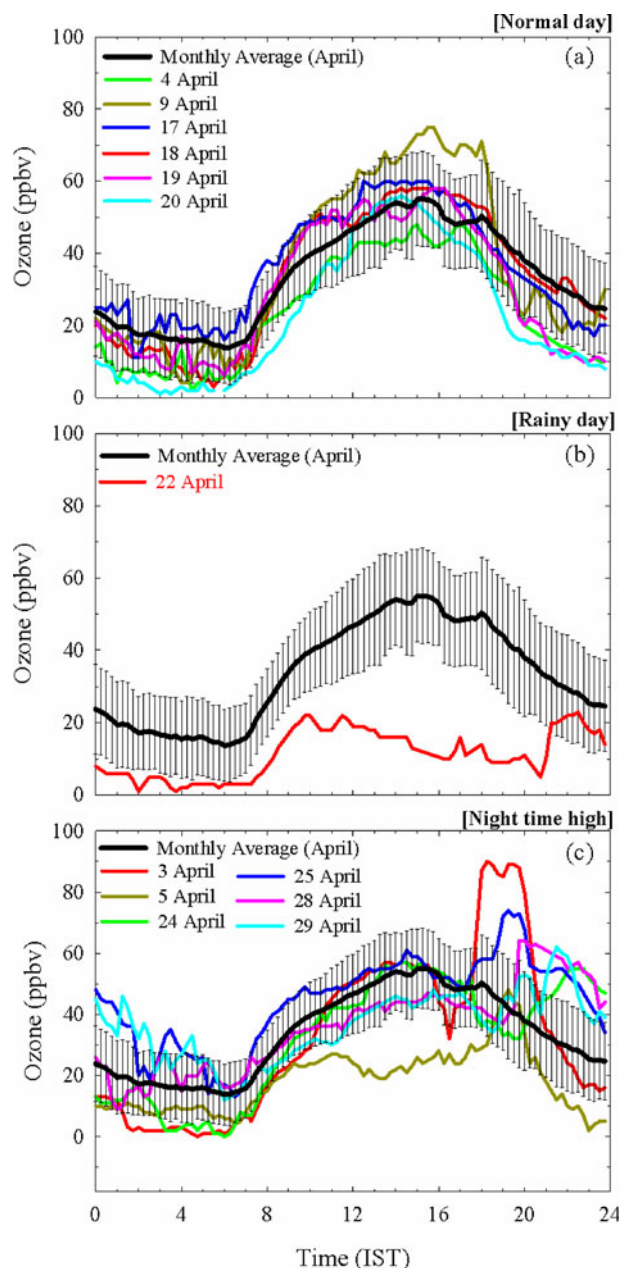 [Normal day]
(a)
Monthly Average (April)
4 April
9 April
17 April
18 April
19 April
20 April
Ozone (ppbv)
100
80
60
40
20
0
[Rainy day]
(b)
Monthly Average (April)
22 April
Ozone (ppbv)
100
80
60
40
20
0
[Night time high]
(c)
Monthly Average (April)
3 April
5 April
24 April
25 April
28 April
29 April
Ozone (ppbv)
100
80
60
40
20
0
0 4 8 12 16 20 24
Time (IST)